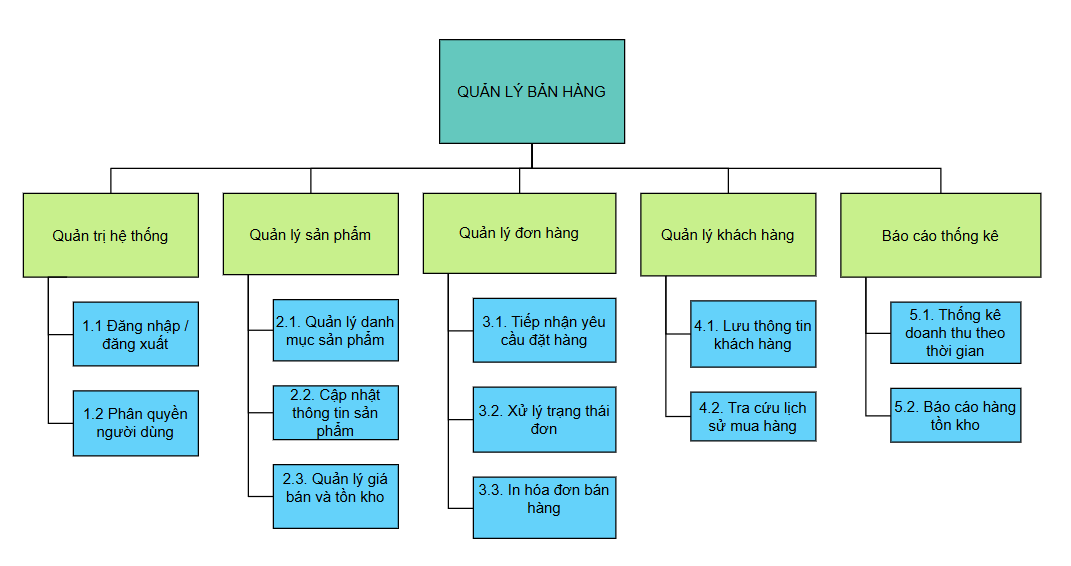 QUẢN LÝ BẢN HÀNG
Quản trị hệ thống
Quản lý sản phẩm
Quản lý đơn hàng
Quản lý khách hàng
Báo cáo thống kê
1.1 Đăng nhập /
đăng xuất
1.2 Phân quyền
người dùng
2.1. Quản lý danh
mục sản phẩm
2.2. Cập nhật
thông tin sản
phẩm
2.3. Quản lý giá
bán và tồn kho
3.1. Tiếp nhận yêu
cầu đặt hàng
3.2. Xử lý trạng thái
đơn
3.3. In hóa đơn bán
hàng
4.1. Lưu thông tin
khách hàng
4.2. Tra cứu lịch
sử mua hàng
5.1. Thống kê
doanh thu theo
thời gian
5.2. Báo cáo hàng
tồn kho